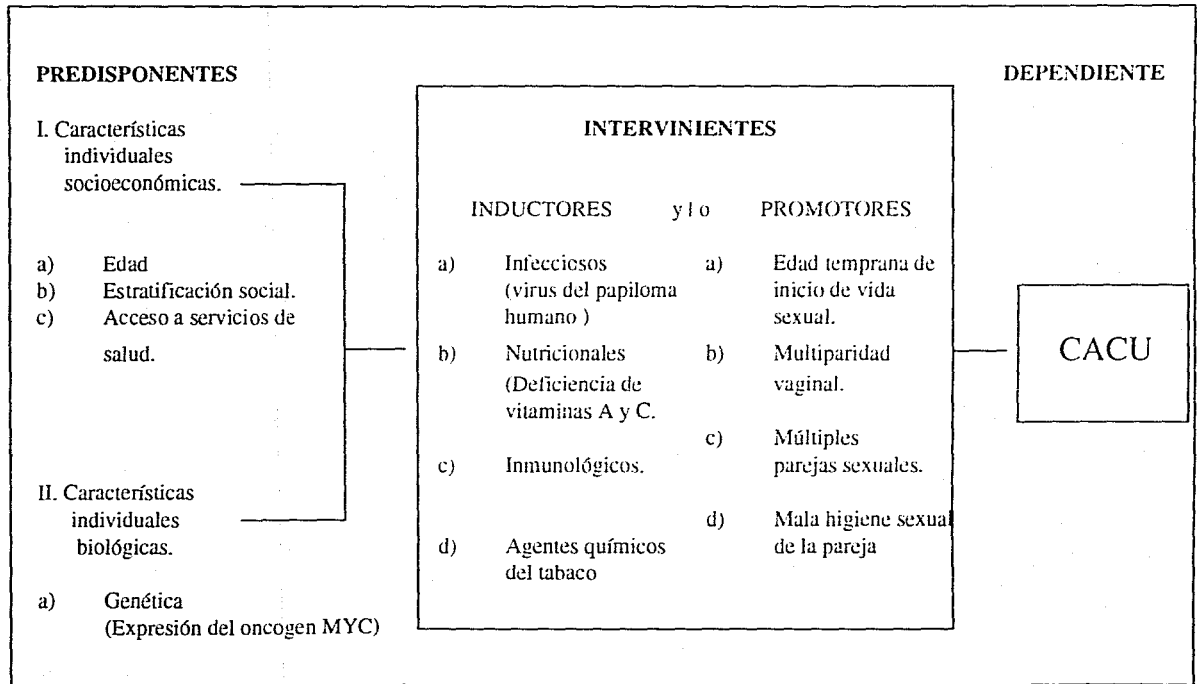 PREDISPONENTES
I. Características
individuales
socioeconómicas.
a) Edad
b) Estratificación social.
c) Acceso a servicios de
salud.
II. Características
individuales
biológicas.
a) Genética
(Expresión del oncogen MYC)
INTERVINIENTES
INDUCTORES y l o PROMOTORES
a) Infecciosos
(virus del papiloma
humano )
b) Nutricionales
(Deficiencia de
vitaminas A y C.
c) Inmunológicos.
d) Agentes químicos
del tabaco
a) Edad temprana de
inicio de vida
sexual.
b) Multiparidad
vaginal.
c) Múltiples
parejas sexuales.
d) Mala higiene sexual
de la pareja
DEPENDIENTE
CACU